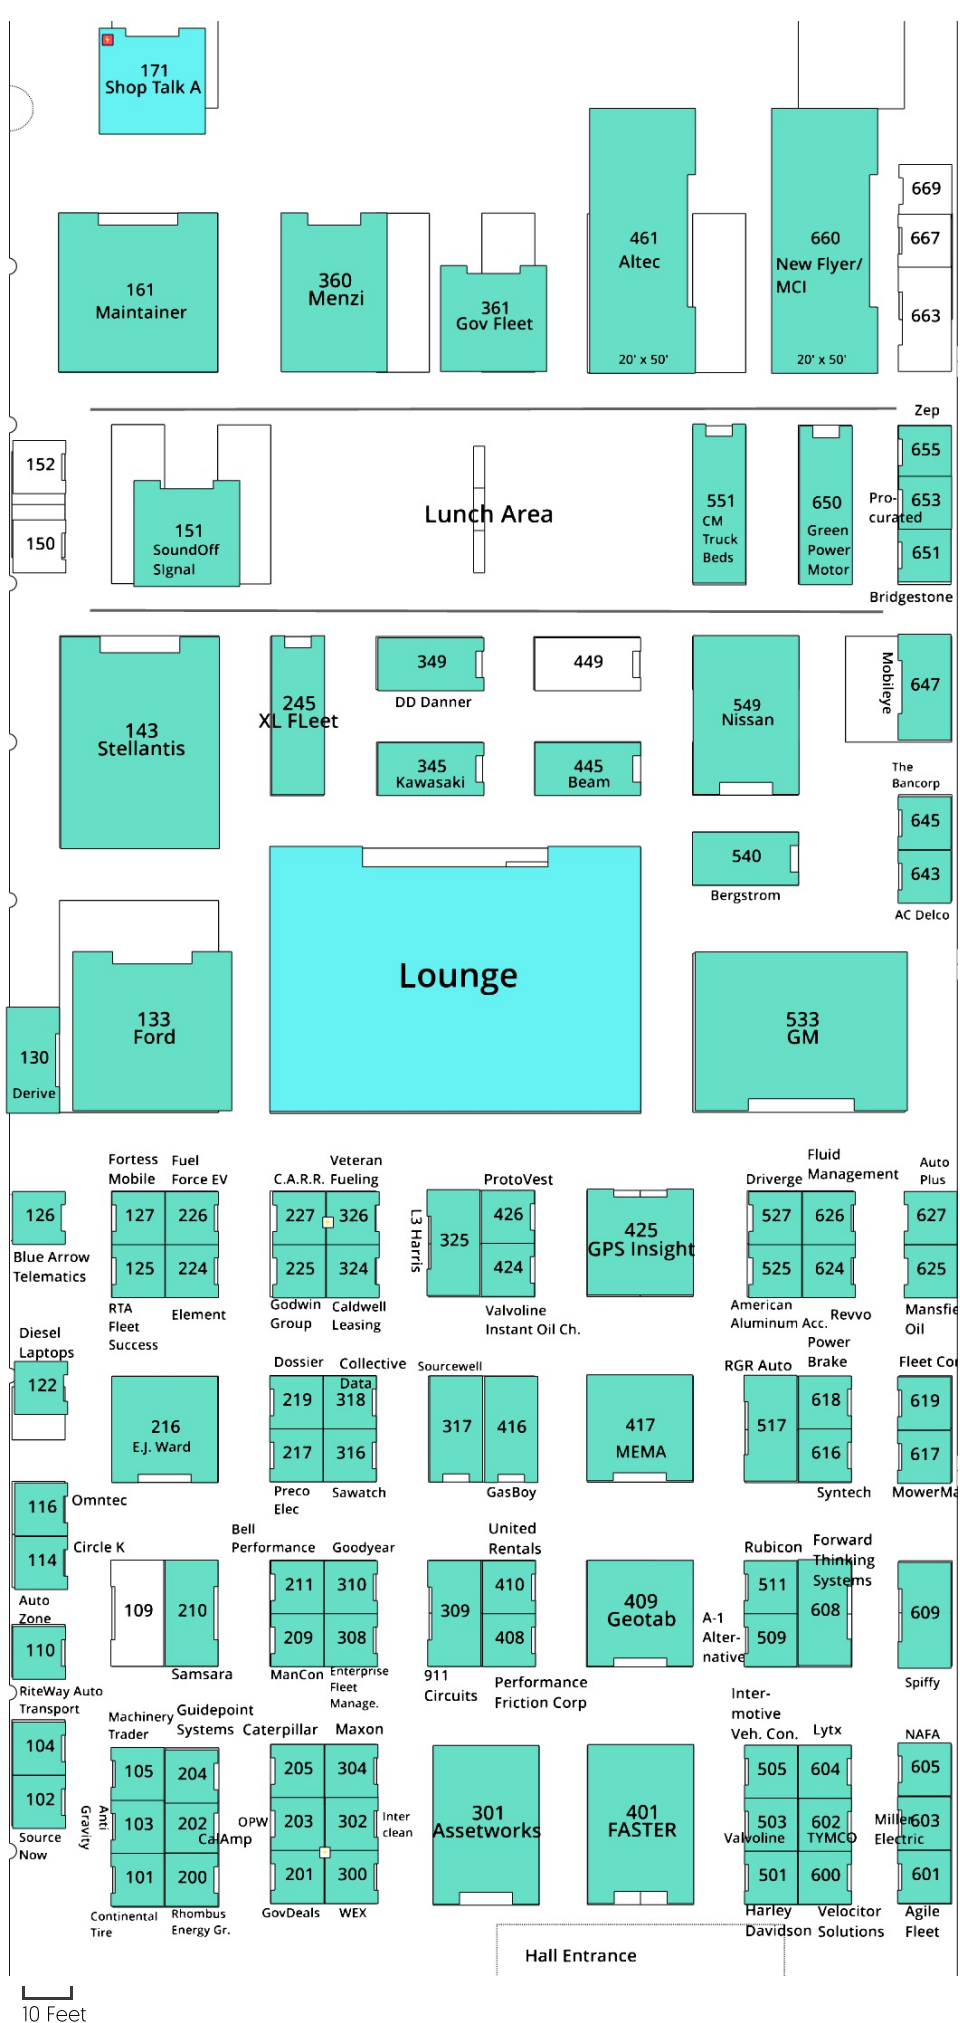 171
Shop Talk A
669
667
663
461
Altec
20' x 50'
660
New Flyer/
MCI
20' x 50'
161
Maintainer
360
Menzi
361
Gov Fleet
Zep
152
150
151
SoundOff
SIgnal
Lunch Area
551
CM
Truck
Beds
650
Green
Power
Motor
655
Pro-
curated
653
651
Bridgestone
143
Stellantis
245
XL FLeet
349
DD Danner
449
345
Kawasaki
445
Beam
549
Nissan
Mobileye
647
The
Bancorp
645
643
AC Delco
540
Bergstrom
Lounge
133
Ford
130
Derive
533
GM
Fortess
Mobile
Fuel
Force EV
C.A.R.R.
Veteran
Fueling
ProtoVest
Driverge
Fluid
Management
Auto
Plus
126
Blue Arrow
Telematics
127
226
125
224
RTA
Fleet
Success
Element
227
326
225
324
Godwin
Group
Caldwell
Leasing
L3 Harris
325
426
424
Valvoline
Instant Oil Ch.
425
GPS Insight
527
626
525
624
American
Aluminum Acc.
Revvo
627
625
Mansfie
Oil
Diesel
Laptops
122
216
E.J. Ward
Dossier
Collective
Data
219
318
217
316
Preco
Elec
Sawatch
Sourcewell
317
416
GasBoy
417
MEMA
RGR Auto
Power
Brake
517
618
616
Syntech
Fleet Co
619
617
MowerMa
116
Omntec
114
Circle K
Auto
Zone
110
RiteWay Auto
Transport
109
210
Samsara
Bell
Performance
Goodyear
211
310
209
308
ManCon
Enterprise
Fleet
Manage.
United
Rentals
309
410
408
911
Circuits
Performance
Friction Corp
409
Geotab
Rubicon
Forward
Thinking
Systems
511
608
509
A-1
Alter-
native
609
Spiffy
104
102
Source
Now
Machinery
Trader
Guidepoint
Systems
105
204
103
202
101
200
Anti
Gravity
CalAmp
Continental
Tire
Rhombus
Energy Gr.
Caterpillar
Maxon
205
304
OPW
203
302
Inter
clean
201
300
GovDeals
WEX
301
Assetworks
401
FASTER
Inter-
motive
Veh. Con.
Lytx
505
604
503
602
Valvoline
TYMCO
501
600
Harley
Davidson
Velocitor
Solutions
NAFA
605
Miller
Electric
603
601
Agile
Fleet
Hall Entrance
10 Feet